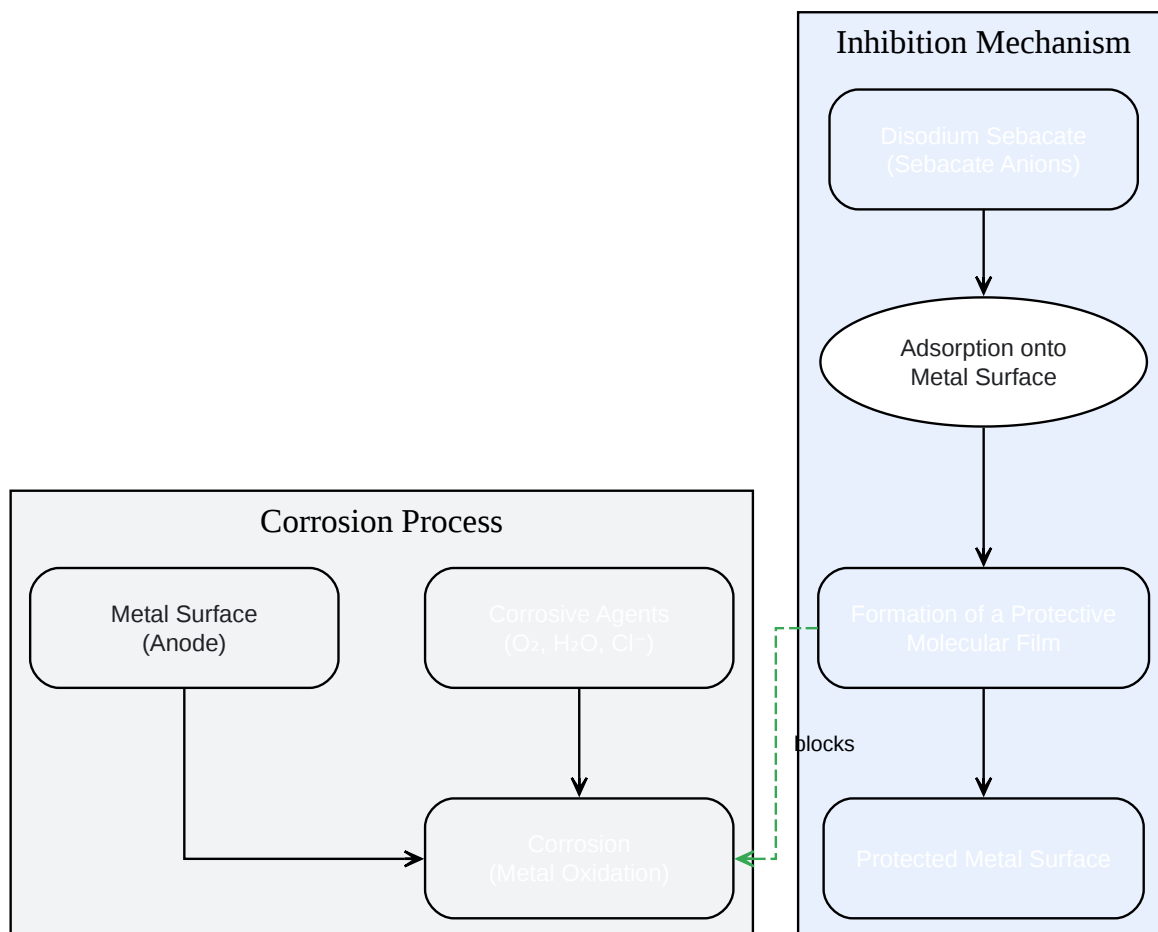 Inhibition Mechanism
Disodium Sebacate
(Sebacate Anions)
Adsorption onto
Metal Surface
Corrosion Process
Metal Surface
(Anode)
Corrosive Agents
(O₂, H₂O, Cl⁻)
Formation of a Protective
Molecular Film
blocks
Corrosion
(Metal Oxidation)
Protected Metal Surface